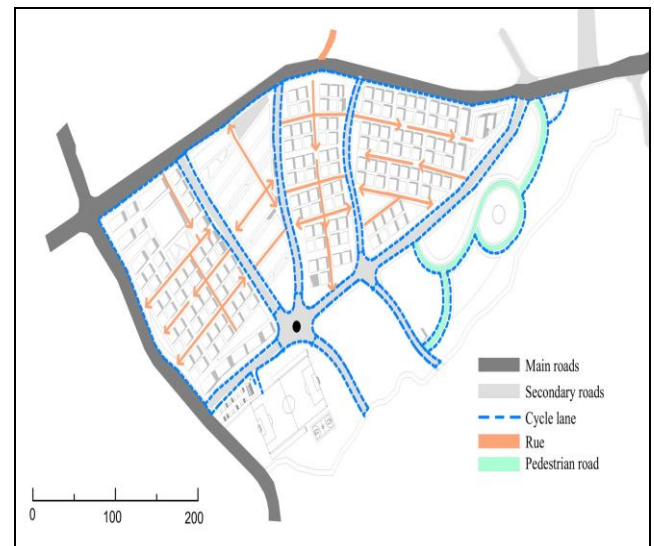 Main roads
Secondary roads
Cycle lane
Rue
Pedestrian road
0 100 200